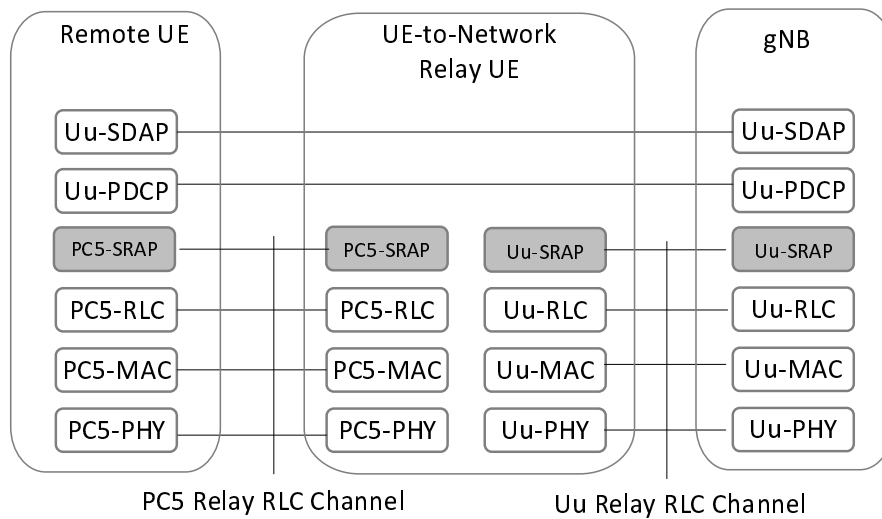 Remote UE
UE-to-Network
Relay UE
gNB
Uu-SDAP
Uu-SDAP
Uu-PDCP
Uu-PDCP
PC5-SRAP
PC5-SRAP
Uu-SRAP
Uu-SRAP
PC5-RLC
PC5-RLC
Uu-RLC
Uu-RLC
PC5-MAC
PC5-MAC
Uu-MAC
Uu-MAC
PC5-PHY
PC5-PHY
Uu-PHY
Uu-PHY
PC5 Relay RLC Channel
Uu Relay RLC Channel